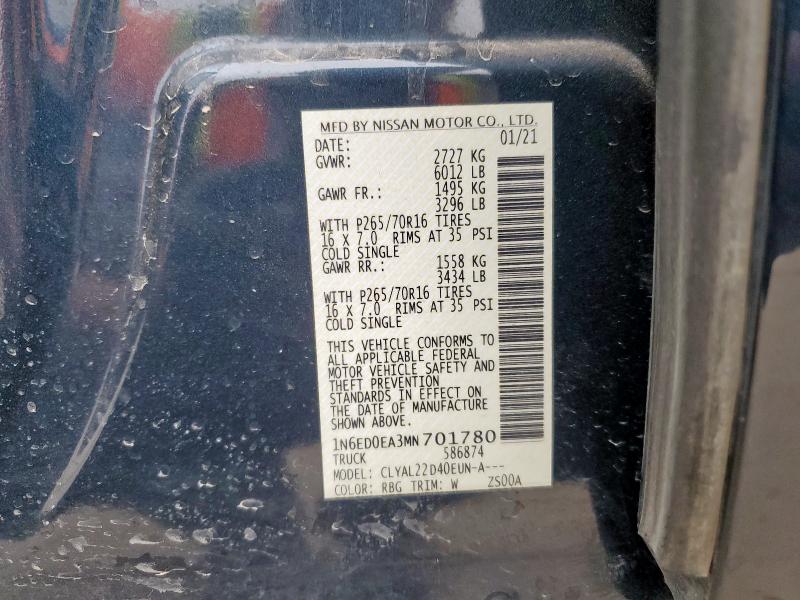 MFD BY NISSAN MOTOR CO., LTD.
DATE: 01/21
GVWR: 2727 KG
6012 LB
GAWR FR.: 1495 KG
3296 LB
WITH P265/70R16 TIRES
16 X 7.0 RIMS AT 35 PSI
COLD SINGLE
GAWR RR.: 1558 KG
3434 LB
WITH P265/70R16 TIRES
16 X 7.0 RIMS AT 35 PSI
COLD SINGLE
THIS VEHICLE CONFORMS TO
ALL APPLICABLE FEDERAL
MOTOR VEHICLE SAFETY AND
THEFT PREVENTION
STANDARDS IN EFFECT ON
THE DATE OF MANUFACTURE
SHOWN ABOVE.
1N6ED0EA3MN701780
TRUCK 586874
MODEL: CLYAL22D40EUN-A---
COLOR: RBG TRIM: W ZS00A